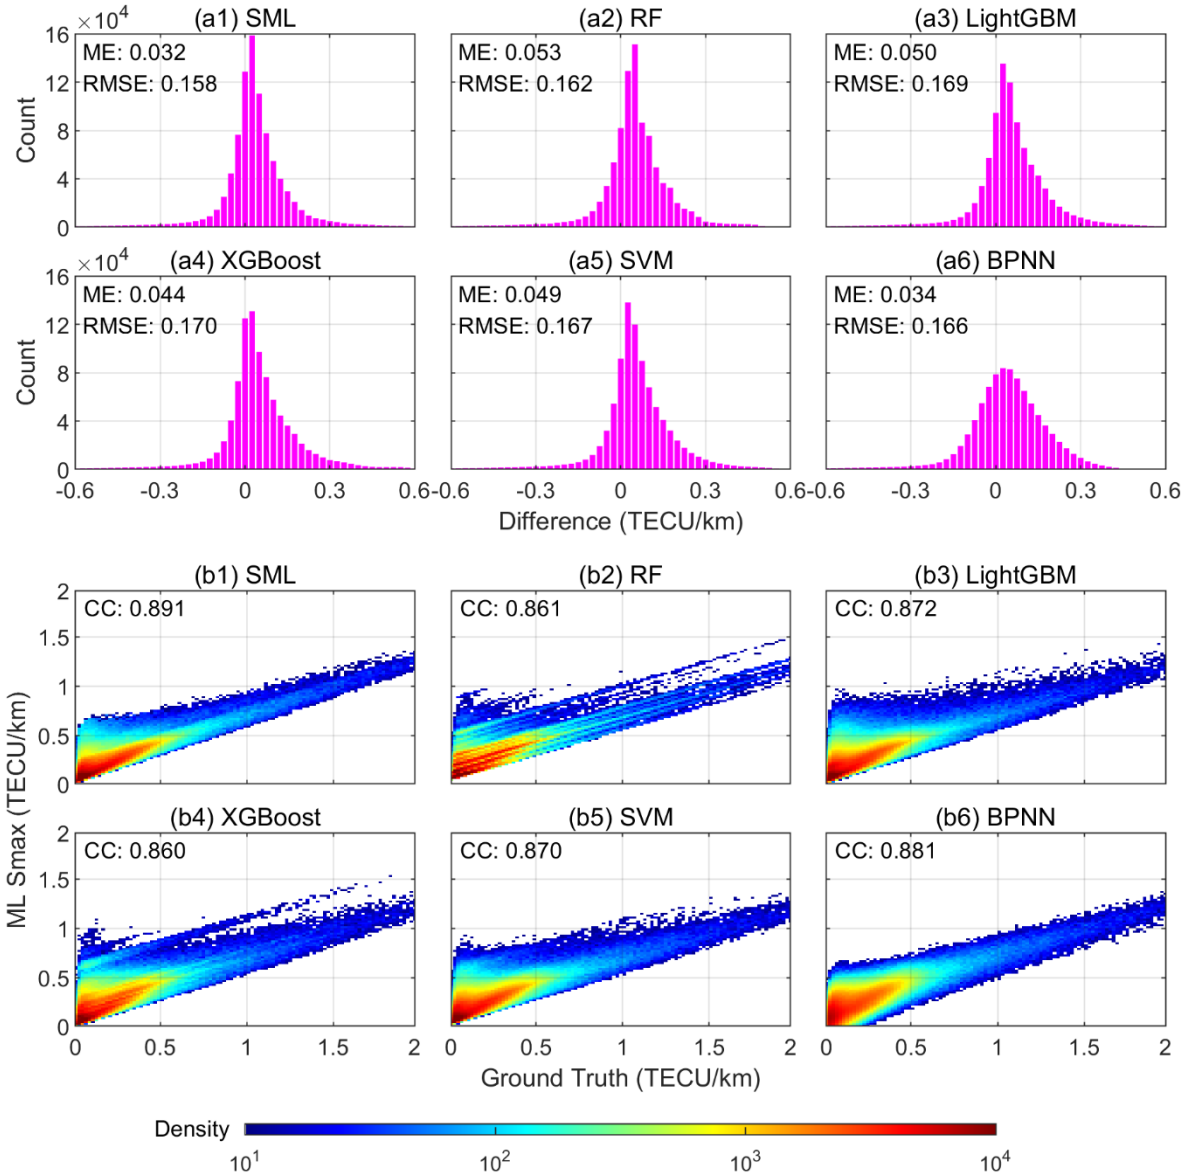 (a1) SML
(a2) RF
(a3) LightGBM
×10⁴
16
12
8
4
0
Count
ME: 0.032
RMSE: 0.158
ME: 0.053
RMSE: 0.162
ME: 0.050
RMSE: 0.169
(a4) XGBoost
(a5) SVM
(a6) BPNN
×10⁴
16
12
8
4
0
Count
ME: 0.044
RMSE: 0.170
ME: 0.049
RMSE: 0.167
ME: 0.034
RMSE: 0.166
-0.6 -0.3 0 0.3 0.6 -0.6 -0.3 0 0.3 0.6 -0.6 -0.3 0 0.3 0.6
Difference (TECU/km)
(b1) SML
(b2) RF
(b3) LightGBM
2
1.5
1
0.5
0
CC: 0.891
CC: 0.861
CC: 0.872
ML Smax (TECU/km)
(b4) XGBoost
(b5) SVM
(b6) BPNN
2
1.5
1
0.5
0
CC: 0.860
CC: 0.870
CC: 0.881
0 0.5 1 1.5 2 0 0.5 1 1.5 2 0 0.5 1 1.5 2
Ground Truth (TECU/km)
Density
10¹ 10² 10³ 10⁴